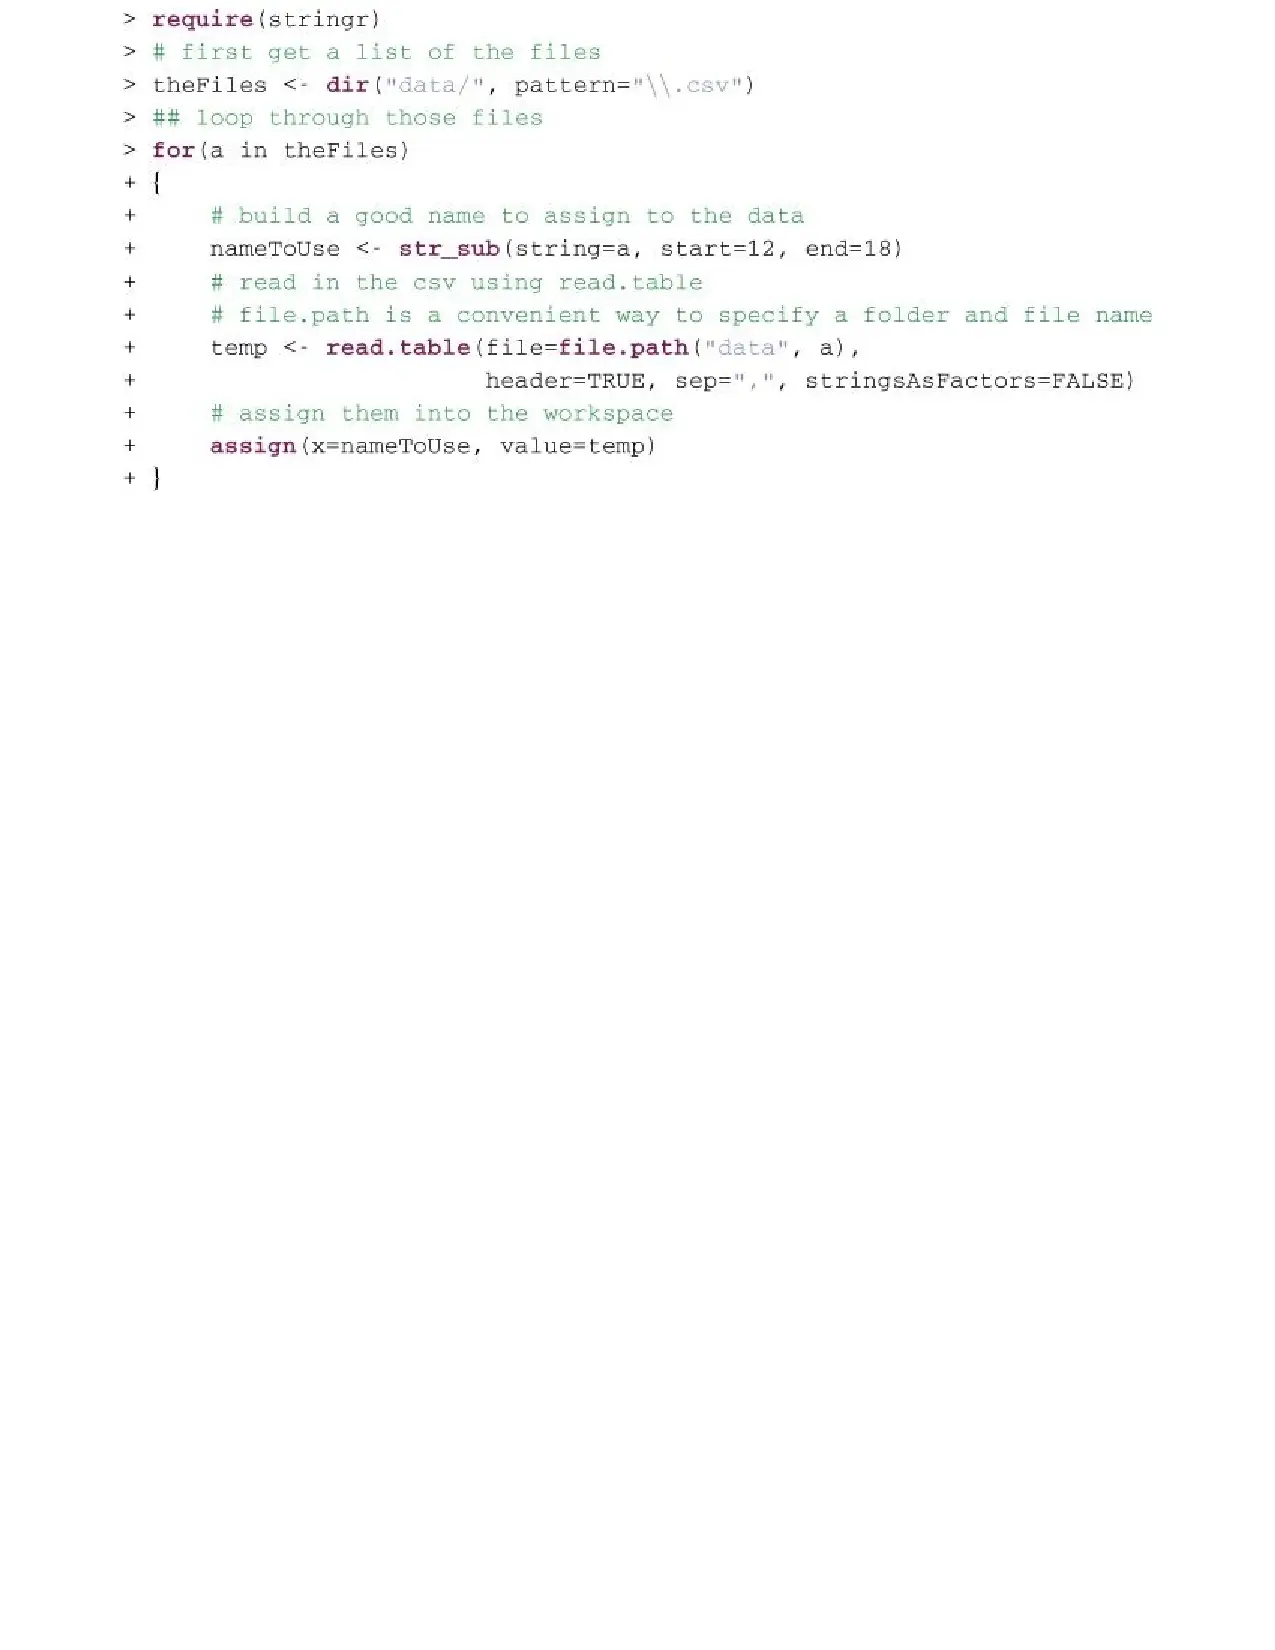 > require(stringr)
> # first get a list of the files
> theFiles <- dir("data/", pattern="\\.csv")
> ## loop through those files
> for(a in theFiles)
+ {
+     # build a good name to assign to the data
+     nameToUse <- str_sub(string=a, start=12, end=18)
+     # read in the csv using read.table
+     # file.path is a convenient way to specify a folder and file name
+     temp <- read.table(file=file.path("data", a),
+                        header=TRUE, sep=",", stringsAsFactors=FALSE)
+     # assign them into the workspace
+     assign(x=nameToUse, value=temp)
+ }